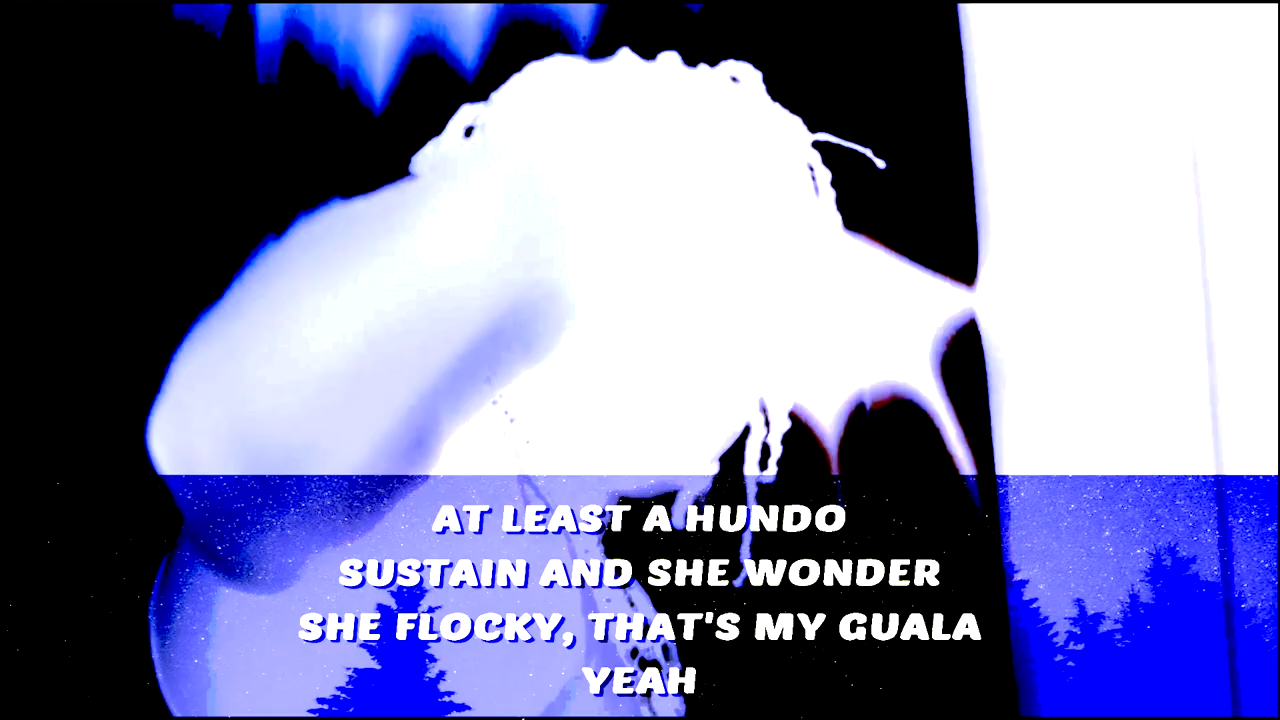 AT LEAST A HUNDO
SUSTAIN AND SHE WONDER
SHE FLOCKY, THAT'S MY GUALA
YEAH